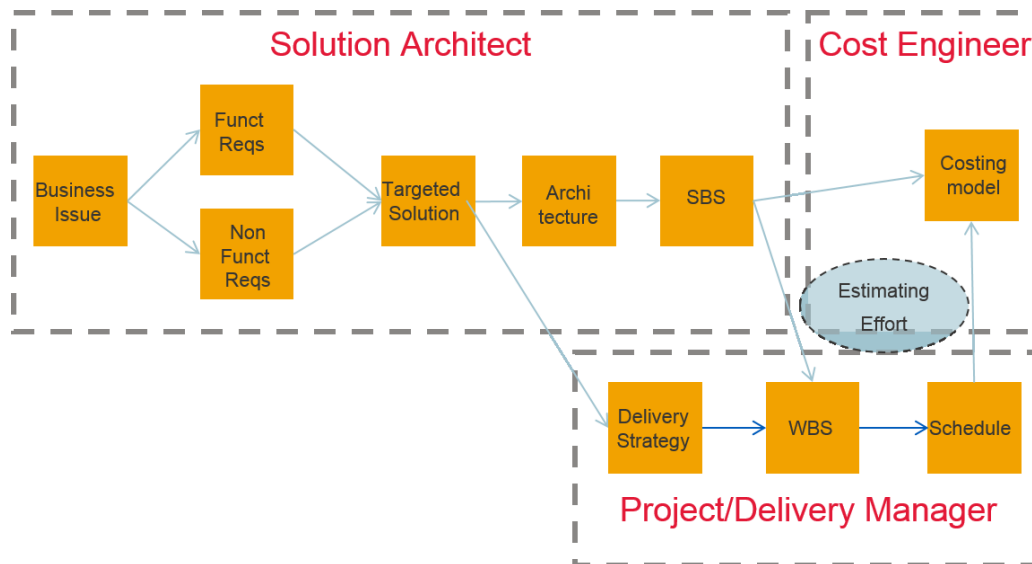 Solution Architect
Cost Engineer
Funct
Reqs
Business
Issue
Non
Funct
Reqs
Targeted
Solution
Archi
tecture
SBS
Costing
model
Estimating
Effort
Delivery
Strategy
WBS
Schedule
Project/Delivery Manager